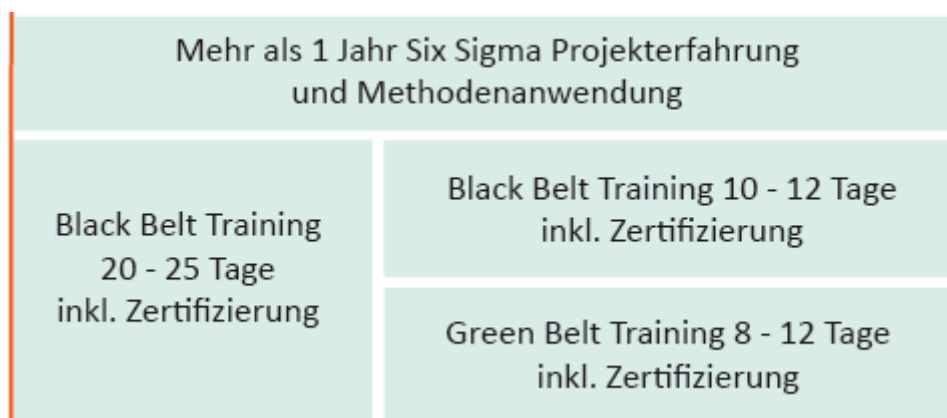 Mehr als 1 Jahr Six Sigma Projekterfahrung
und Methodenanwendung
Black Belt Training
20 - 25 Tage
inkl. Zertifizierung
Black Belt Training 10 - 12 Tage
inkl. Zertifizierung
Green Belt Training 8 - 12 Tage
inkl. Zertifizierung